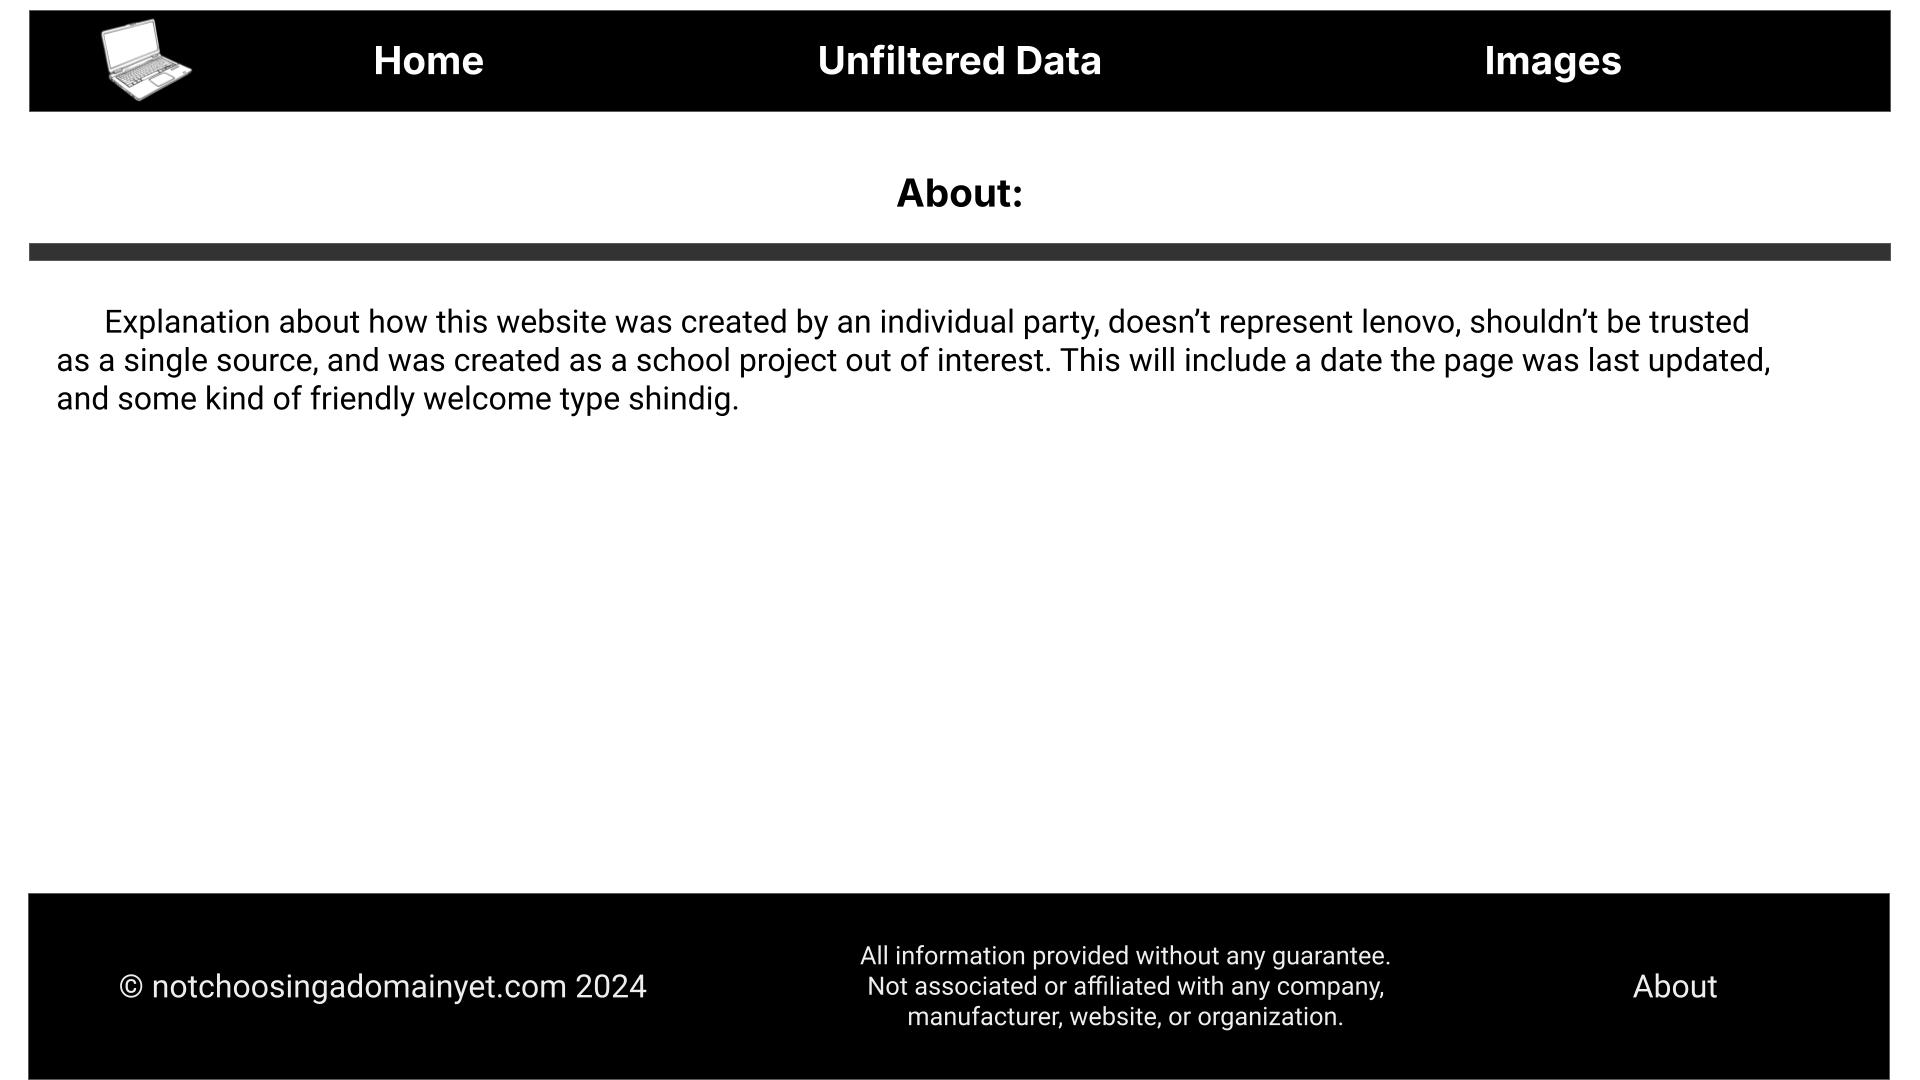 Home
Unfiltered Data
Images
About:
Explanation about how this website was created by an individual party, doesn’t represent lenovo, shouldn’t be trusted
as a single source, and was created as a school project out of interest. This will include a date the page was last updated,
and some kind of friendly welcome type shindig.
© notchoosingadomainyet.com 2024
All information provided without any guarantee.
Not associated or affiliated with any company,
manufacturer, website, or organization.
About